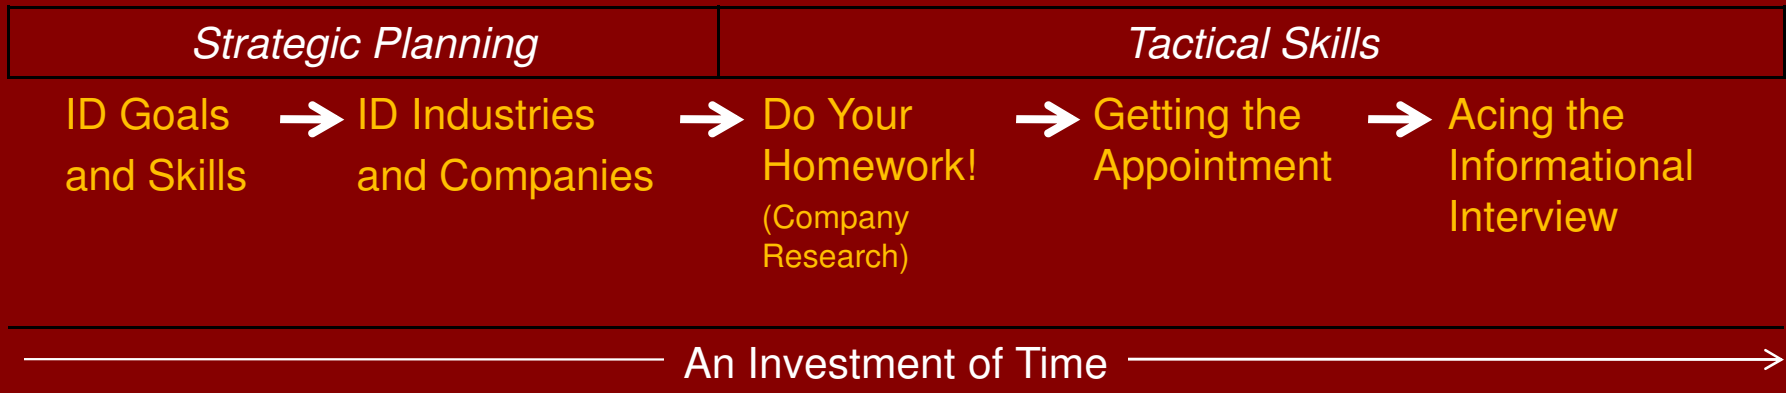 Strategic Planning
Tactical Skills
ID Goals
and Skills
ID Industries
and Companies
Do Your
Homework!
(Company
Research)
Getting the
Appointment
Acing the
Informational
Interview
An Investment of Time